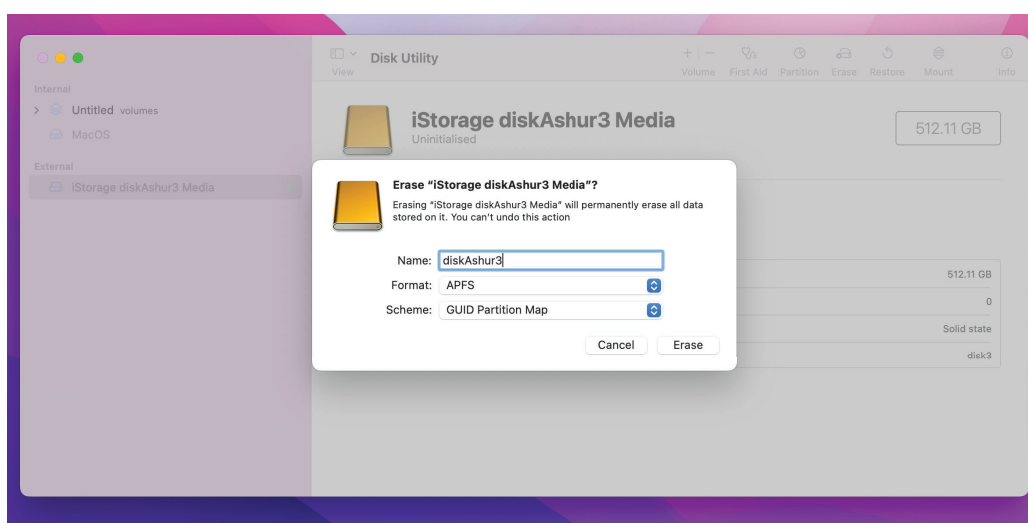 Disk Utility
View
Volume First Aid Partition Erase Restore Mount Info
Internal
Untitled volumes
MacOS
External
iStorage diskAshur3 Media
iStorage diskAshur3 Media
Uninitialised
512.11 GB
Erase “iStorage diskAshur3 Media”?
Erasing “iStorage diskAshur3 Media” will permanently erase all data
stored on it. You can’t undo this action
Name: diskAshur3
Format: APFS
Scheme: GUID Partition Map
Cancel Erase
512.11 GB
0
Solid state
disk3